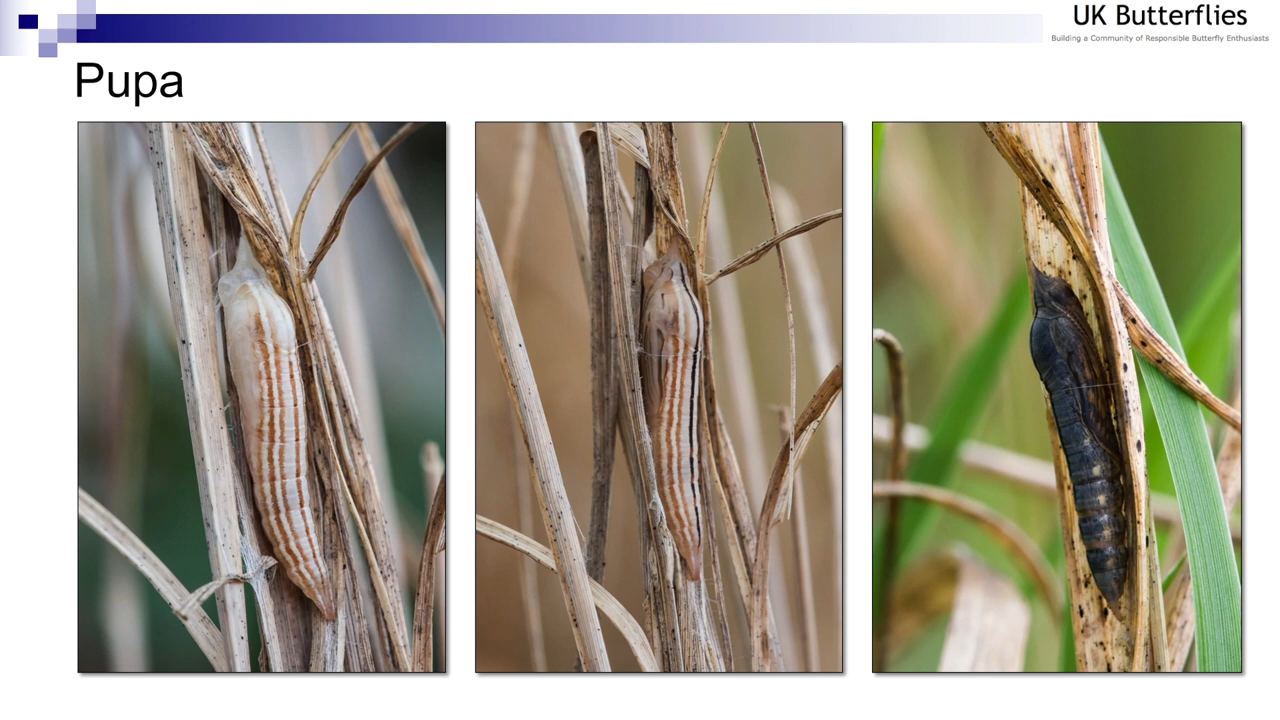 UK Butterflies
Building a Community of Responsible Butterfly Enthusiasts
Pupa